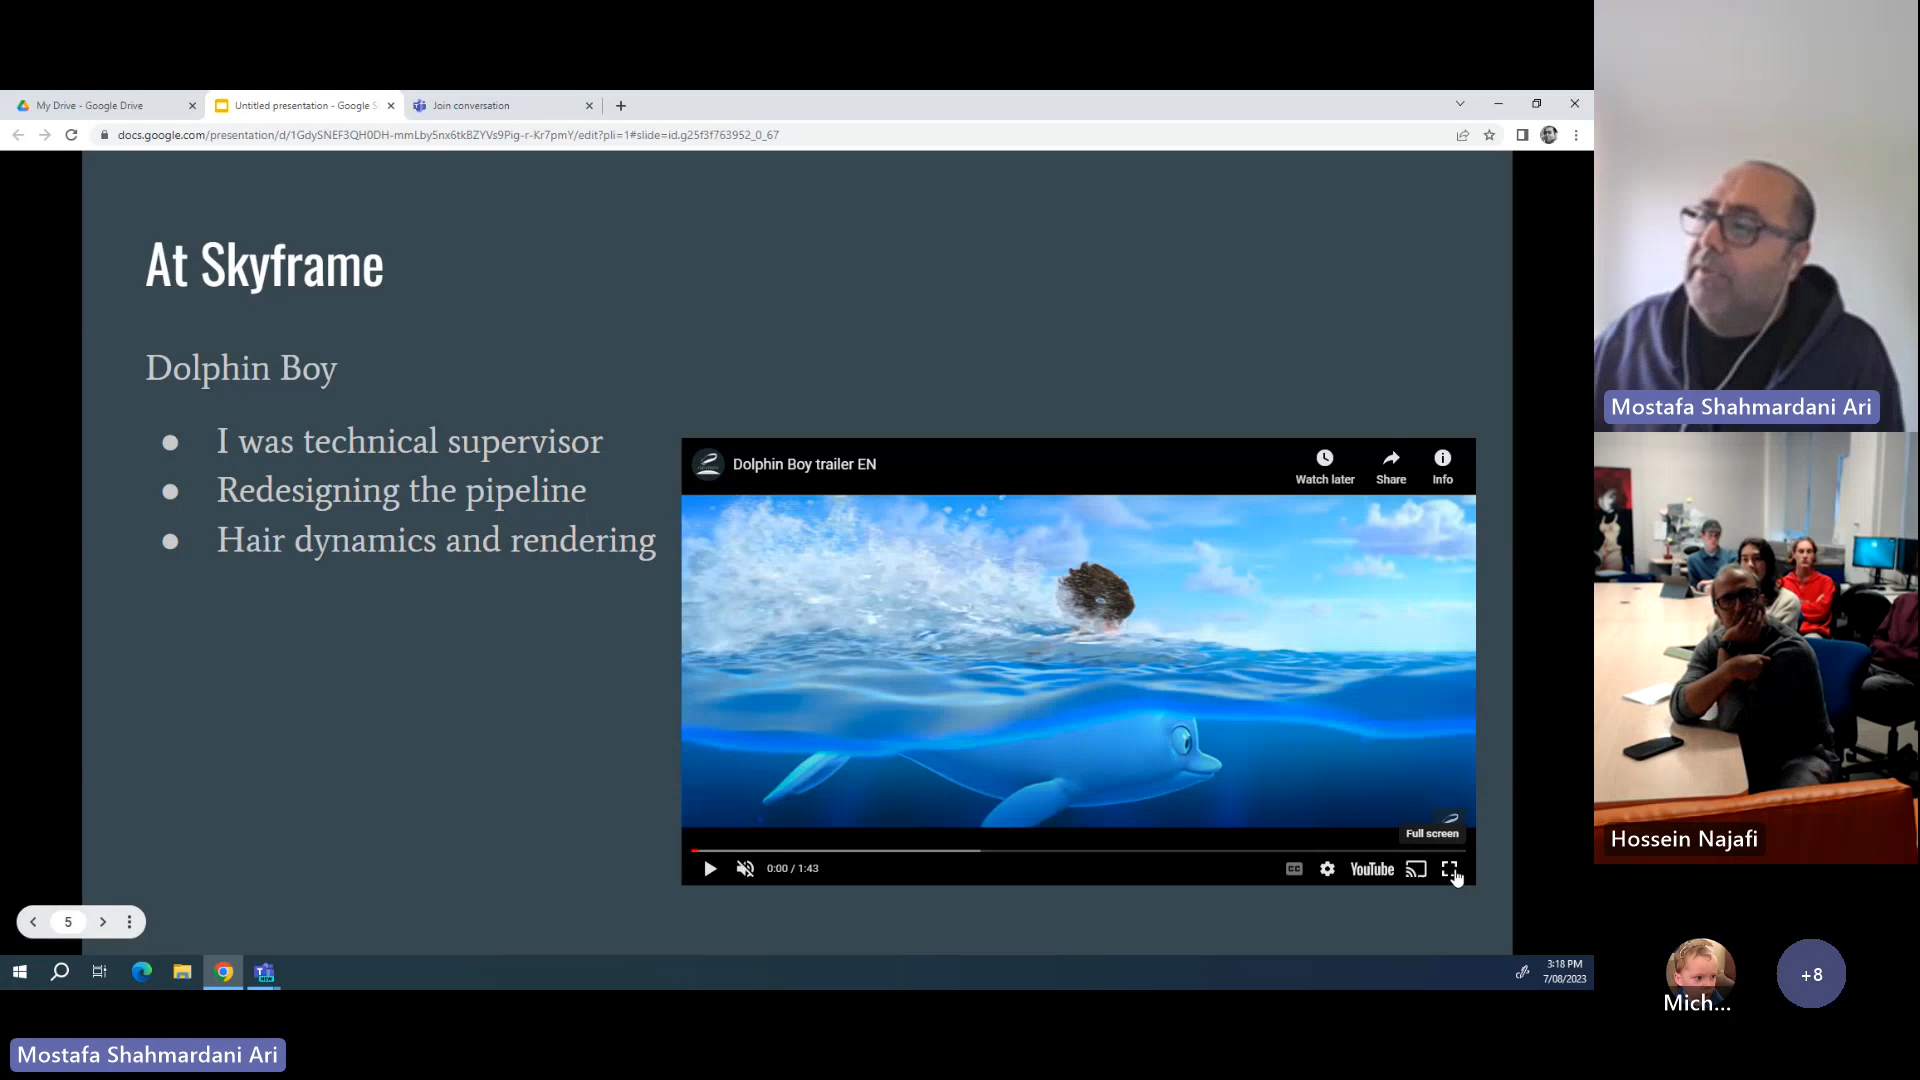 My Drive - Google Drive
Untitled presentation - Google S
Join conversation
docs.google.com/presentation/d/1GdySNEF3QH0DH-mmLby5nx6tkBZYVs9Pig-r-Kr7pmY/edit?pli=1#slide=id.g25f3f763952_0_67
At Skyframe
Dolphin Boy
● I was technical supervisor
● Redesigning the pipeline
● Hair dynamics and rendering
Dolphin Boy trailer EN
Watch later
Share
Info
Full screen
0:00 / 1:43
CC
YouTube
5
3:18 PM
7/08/2023
Mostafa Shahmardani Ari
Hossein Najafi
Mich...
+8
Mostafa Shahmardani Ari